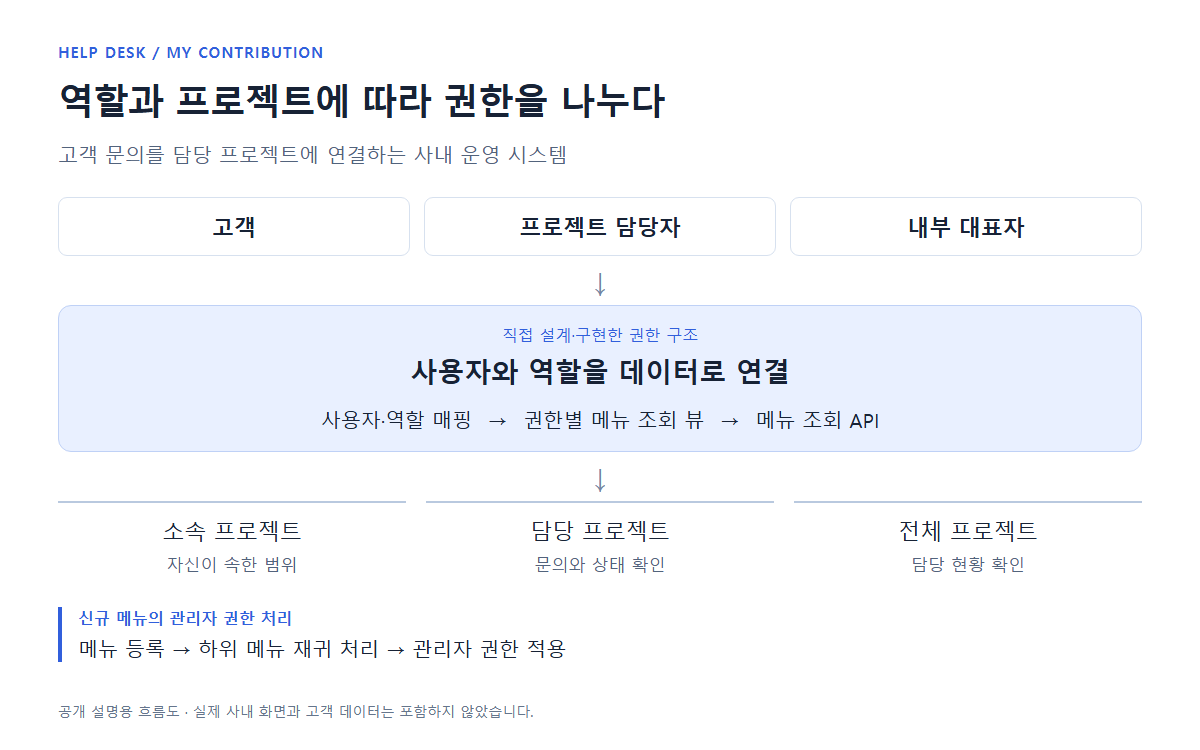 HELP DESK / MY CONTRIBUTION
역할과 프로젝트에 따라 권한을 나누다
고객 문의를 담당 프로젝트에 연결하는 사내 운영 시스템
고객
프로젝트 담당자
내부 대표자
↓
직접 설계·구현한 권한 구조
사용자와 역할을 데이터로 연결
사용자·역할 매핑 → 권한별 메뉴 조회 뷰 → 메뉴 조회 API
↓
소속 프로젝트
자신이 속한 범위
담당 프로젝트
문의와 상태 확인
전체 프로젝트
담당 현황 확인
신규 메뉴의 관리자 권한 처리
메뉴 등록 → 하위 메뉴 재귀 처리 → 관리자 권한 적용
공개 설명용 흐름도 · 실제 사내 화면과 고객 데이터는 포함하지 않았습니다.